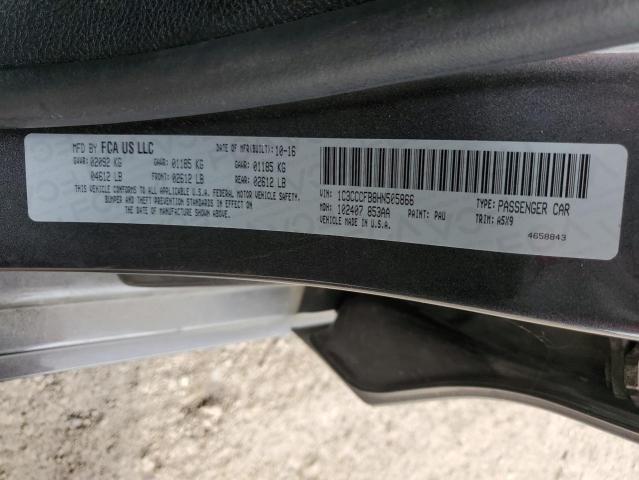 MFD BY FCA US LLC
DATE OF MFR(BUILT): 10-16
GVWR: 02092 KG GAWR: 01185 KG GAWR: 01185 KG
04612 LB FRONT: 02612 LB REAR: 02612 LB
THIS VEHICLE CONFORMS TO ALL APPLICABLE U.S.A. FEDERAL MOTOR VEHICLE SAFETY,
BUMPER AND THEFT PREVENTION STANDARDS IN EFFECT ON
THE DATE OF MANUFACTURE SHOWN ABOVE.
VIN: 1C3CCCFB8HN505866 TYPE: PASSENGER CAR
MDH: 102407 853AA PAINT: PAU TRIM: A5X9
VEHICLE MADE IN U.S.A.
4658843